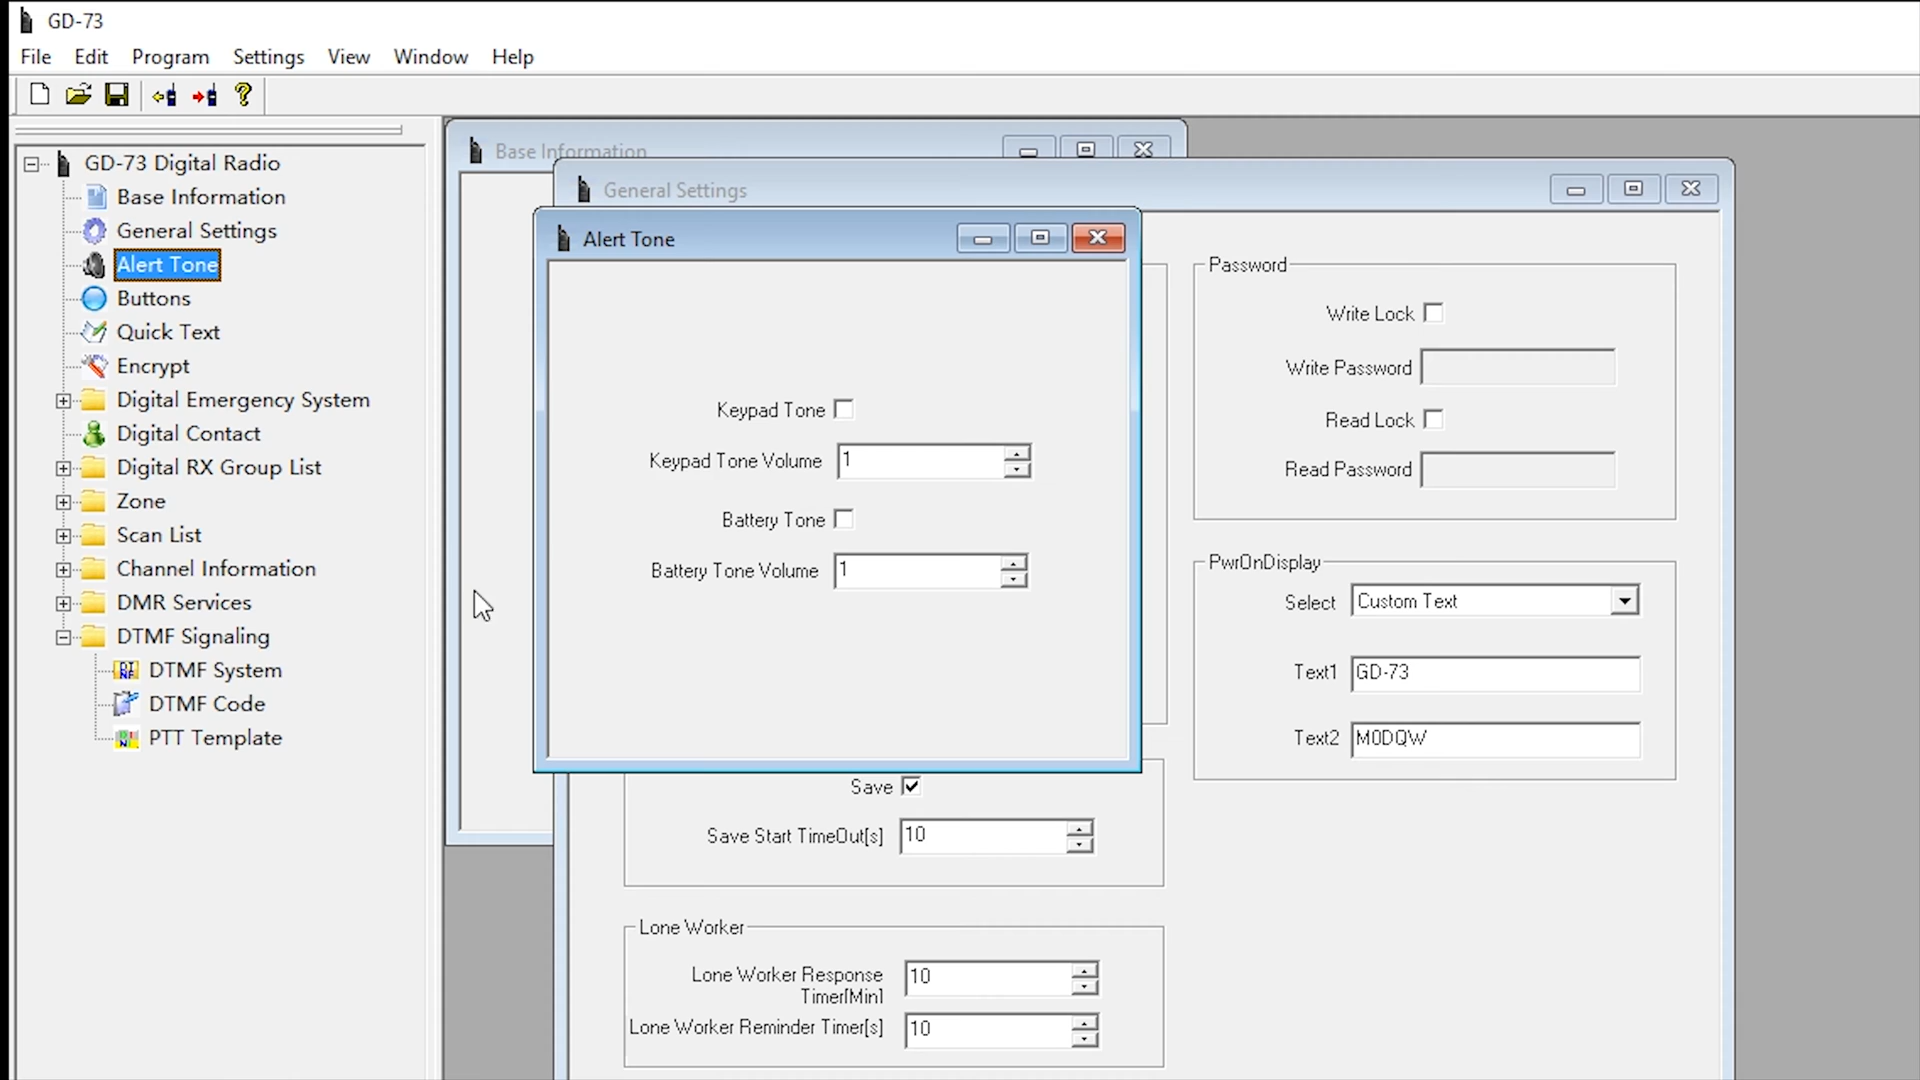 GD-73
File Edit Program Settings View Window Help
GD-73 Digital Radio
Base Information
General Settings
Alert Tone
Buttons
Quick Text
Encrypt
Digital Emergency System
Digital Contact
Digital RX Group List
Zone
Scan List
Channel Information
DMR Services
DTMF Signaling
DTMF System
DTMF Code
PTT Template
Base Information
General Settings
Alert Tone
Keypad Tone
Keypad Tone Volume 1
Battery Tone
Battery Tone Volume 1
Save
Save Start TimeOut[s] 10
Lone Worker
Lone Worker Response
Timer[Min] 10
Lone Worker Reminder Timer[s] 10
Password
Write Lock
Write Password
Read Lock
Read Password
PwrOnDisplay
Select Custom Text
Text1 GD-73
Text2 M0DQW